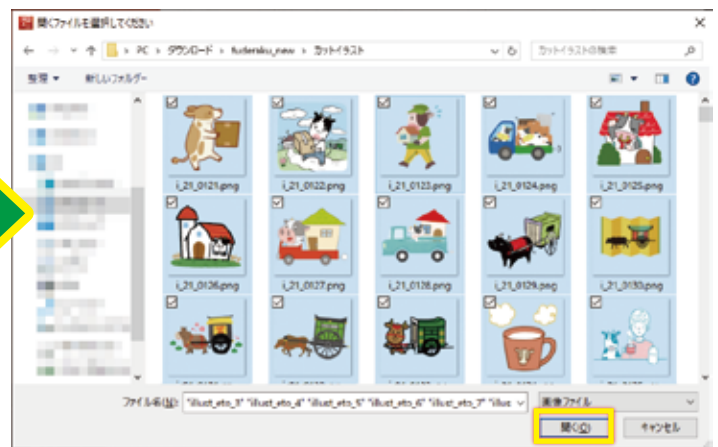 開くファイルを選択してください
PC > ダウンロード > fuderaku_new > カットイラスト
カットイラストの検索
整理 新しいフォルダー
i_21_0121.png i_21_0122.png i_21_0123.png i_21_0124.png i_21_0125.png
i_21_0126.png i_21_0127.png i_21_0128.png i_21_0129.png i_21_0130.png
ファイル名(N): "illust_eto_3" "illust_eto_4" "illust_eto_5" "illust_eto_6" "illust_eto_7" "illus 画像ファイル
開く(O) キャンセル